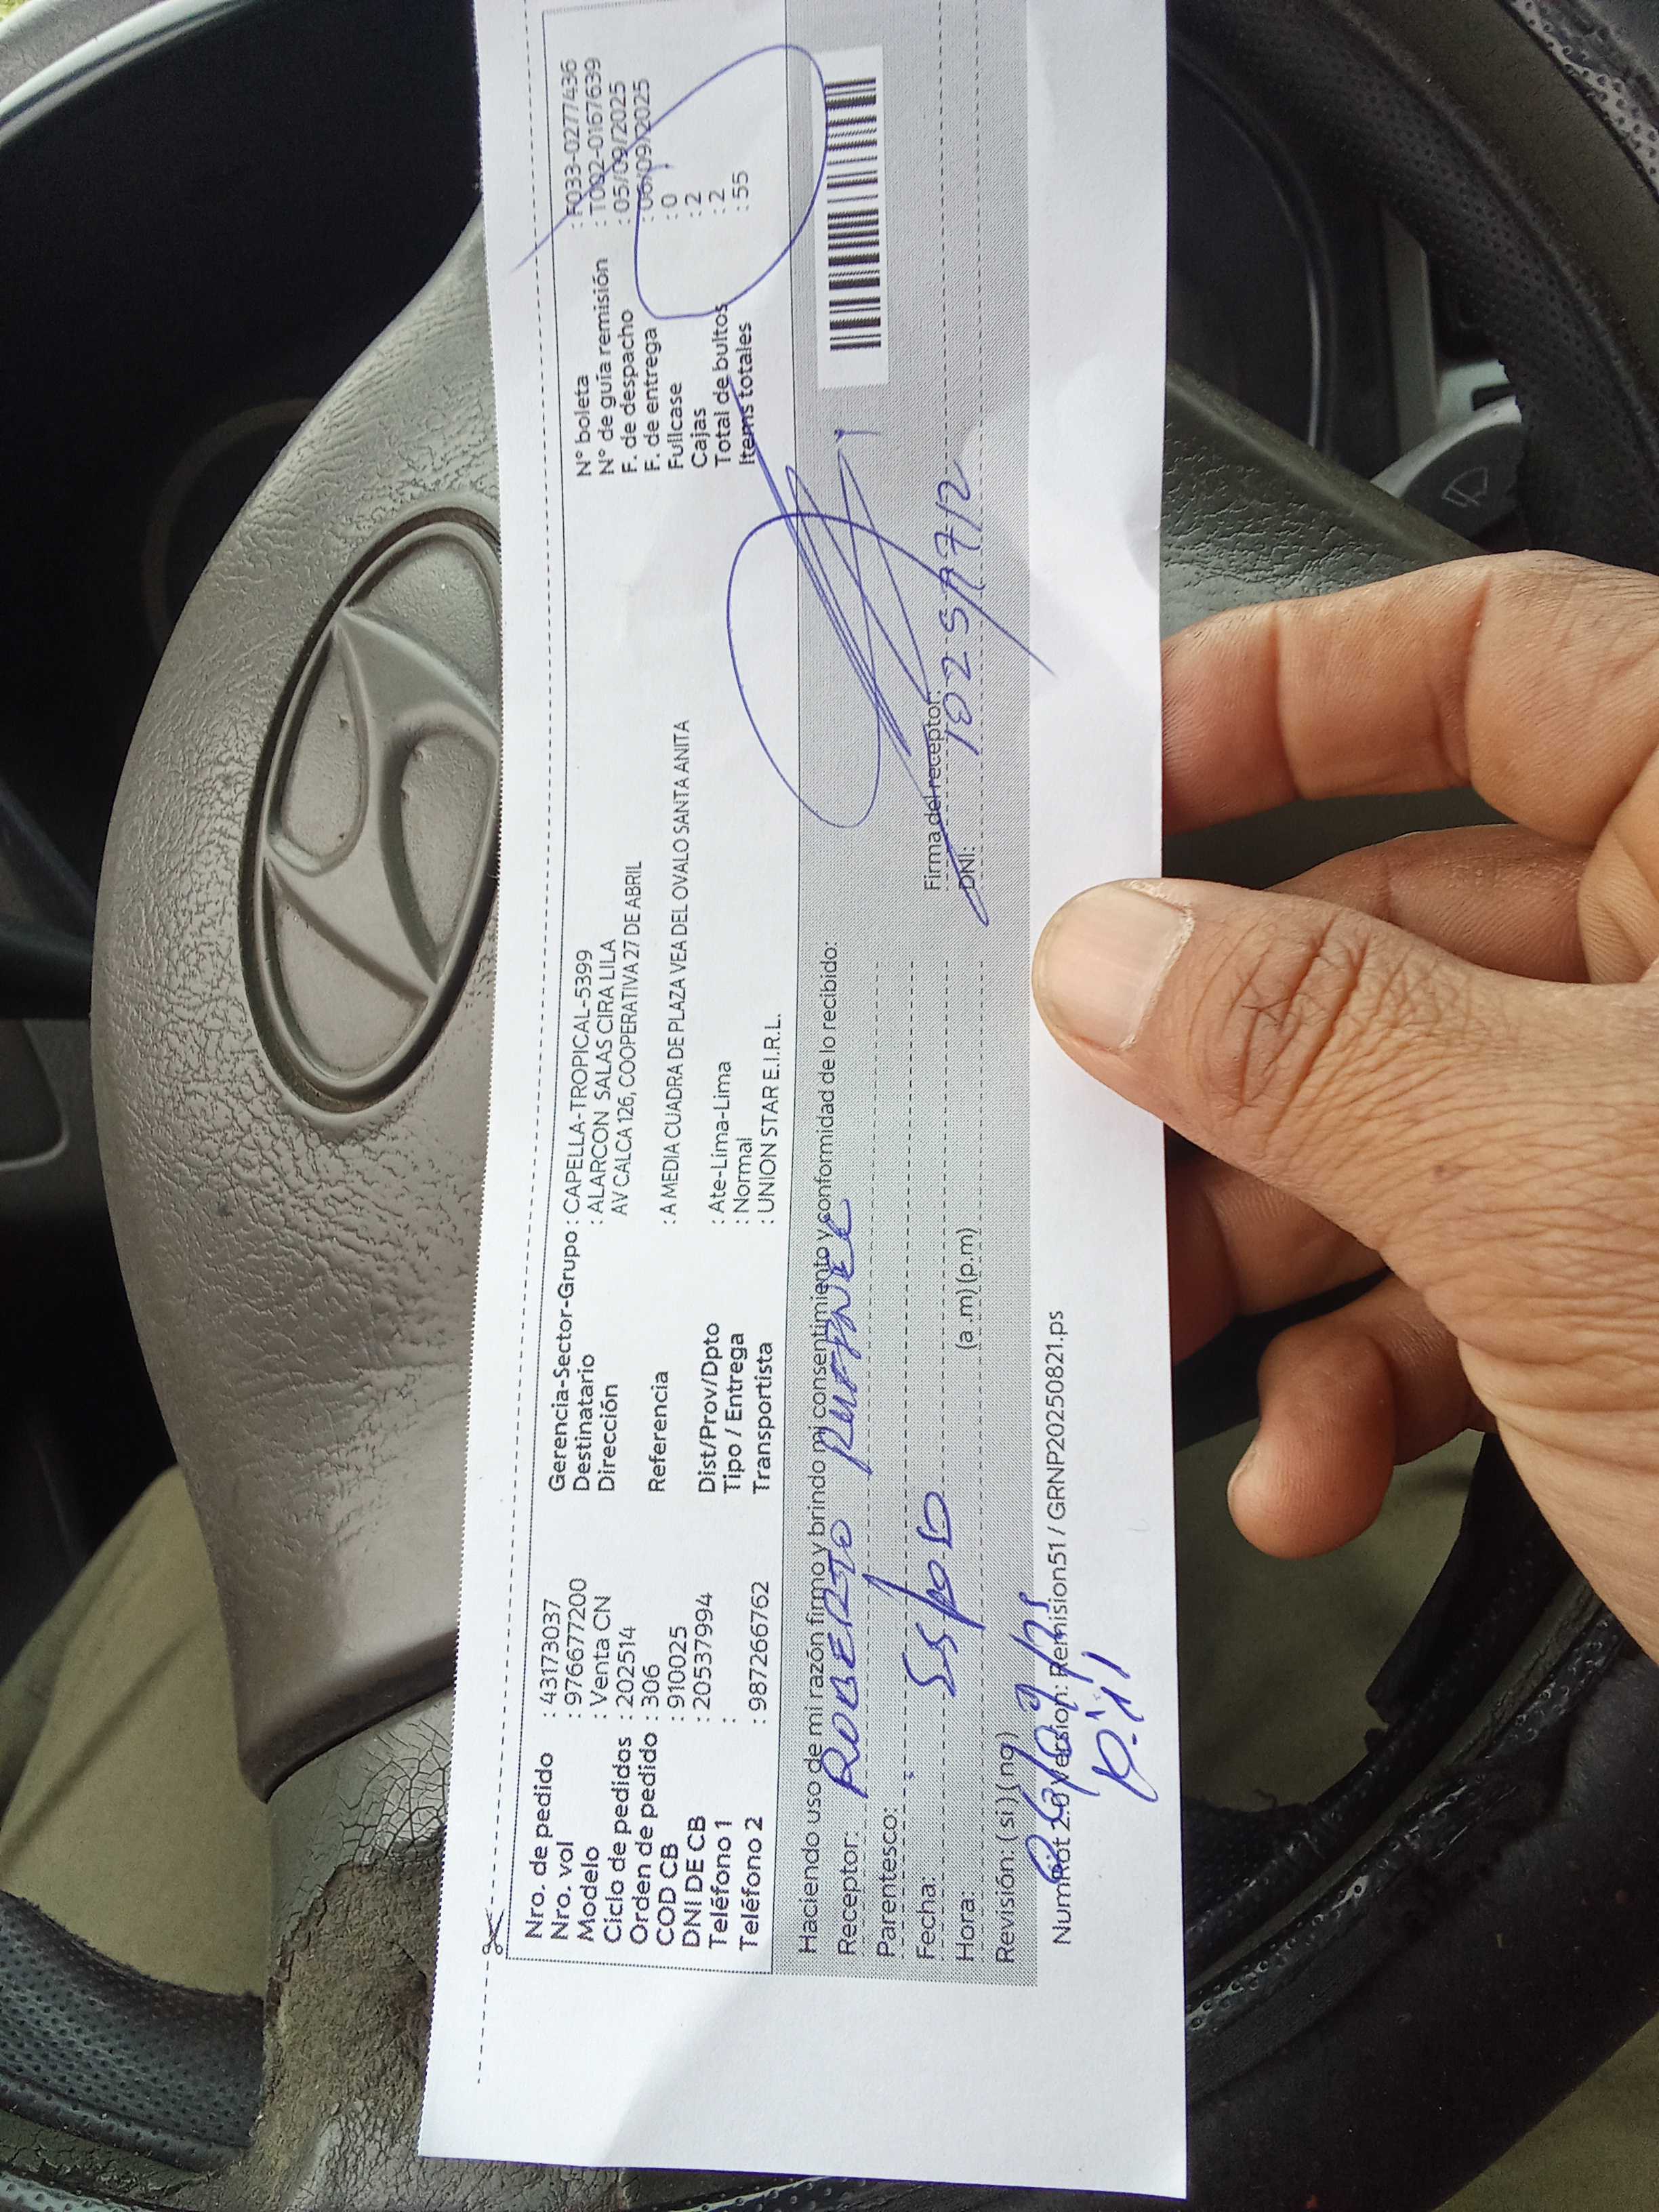 Nro. de pedido : 43173037
Nro. vol : 976677200
Modelo : Venta CN
Ciclo de pedidos : 202514
Orden de pedido : 306
COD CB : 910025
DNI DE CB : 20537994
Teléfono 1 :
Teléfono 2 : 987266762
Gerencia-Sector-Grupo : CAPELLA-TROPICAL-5399
Destinatario : ALARCON SALAS CIRA LILA
Dirección AV CALCA 126, COOPERATIVA 27 DE ABRIL
Referencia : A MEDIA CUADRA DE PLAZA VEA DEL OVALO SANTA ANITA
Dist/Prov/Dpto : Ate-Lima-Lima
Tipo / Entrega : Normal
Transportista : UNION STAR E.I.R.L.
N° boleta : F033-0277436
N° de guía remisión : T002-0167639
F. de despacho : 05/09/2025
F. de entrega : 06/09/2025
Fullcase : 0
Cajas : 2
Total de bultos : 2
Items totales : 55
Haciendo uso de mi razón firmo y brindo mi consentimiento y conformidad de lo recibido:
Receptor: ROBERTO
Parentesco:
Fecha:
Hora: (a .m) (p.m)
Revisión: ( si ) (no)
Firma del receptor:
DNI:
Numfiot 2.0 Version: Remision51 / GRNP20250821.ps